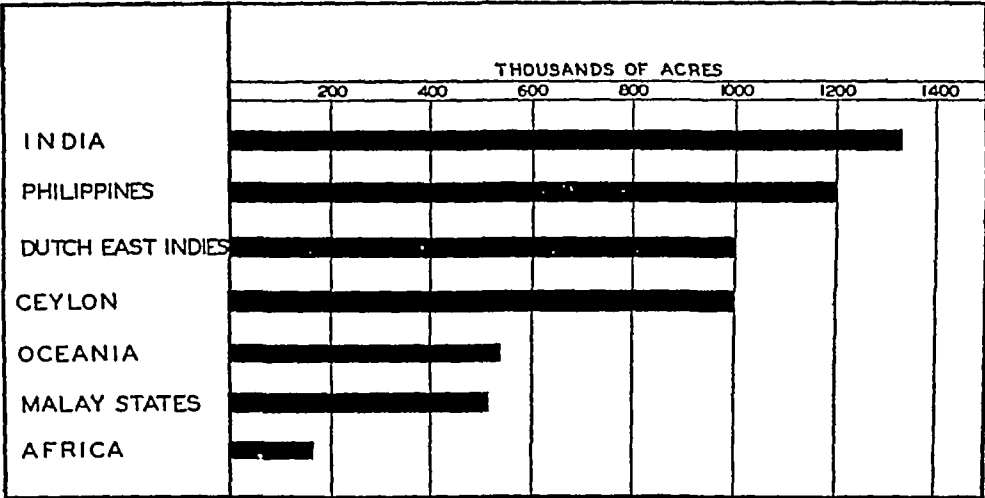 THOUSANDS OF ACRES
200 400 600 800 1000 1200 1400
INDIA
PHILIPPINES
DUTCH EAST INDIES
CEYLON
OCEANIA
MALAY STATES
AFRICA